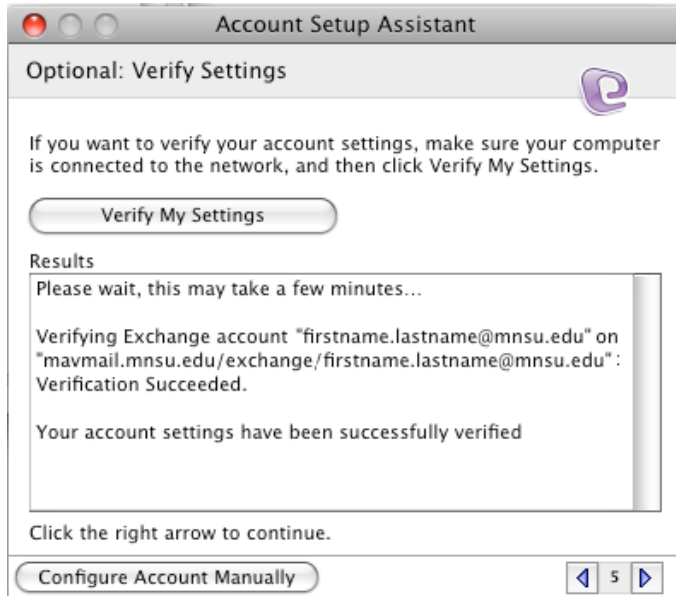 Account Setup Assistant
Optional: Verify Settings
If you want to verify your account settings, make sure your computer
is connected to the network, and then click Verify My Settings.
Verify My Settings
Results
Please wait, this may take a few minutes...
Verifying Exchange account "firstname.lastname@mnsu.edu" on
"mavmail.mnsu.edu/exchange/firstname.lastname@mnsu.edu":
Verification Succeeded.
Your account settings have been successfully verified
Click the right arrow to continue.
Configure Account Manually
5